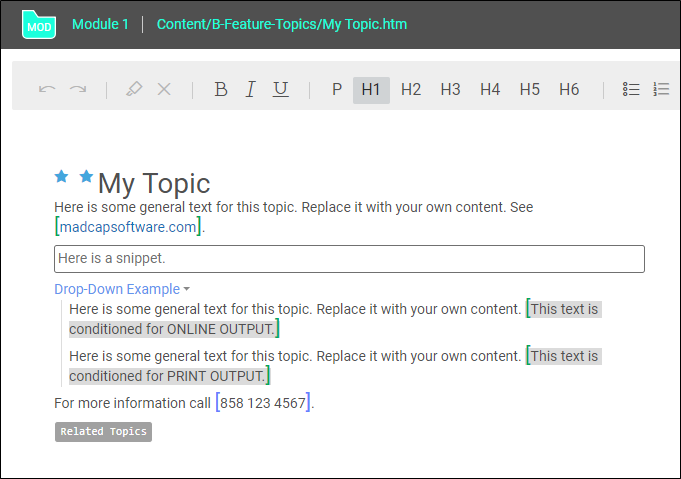 MOD Module 1 Content/B-Feature-Topics/My Topic.htm
B I U P H1 H2 H3 H4 H5 H6 1 2 3
My Topic
Here is some general text for this topic. Replace it with your own content. See
[madcapsoftware.com].
Here is a snippet.
Drop-Down Example
Here is some general text for this topic. Replace it with your own content. [This text is
conditioned for ONLINE OUTPUT.]
Here is some general text for this topic. Replace it with your own content. [This text is
conditioned for PRINT OUTPUT.]
For more information call [858 123 4567].
Related Topics